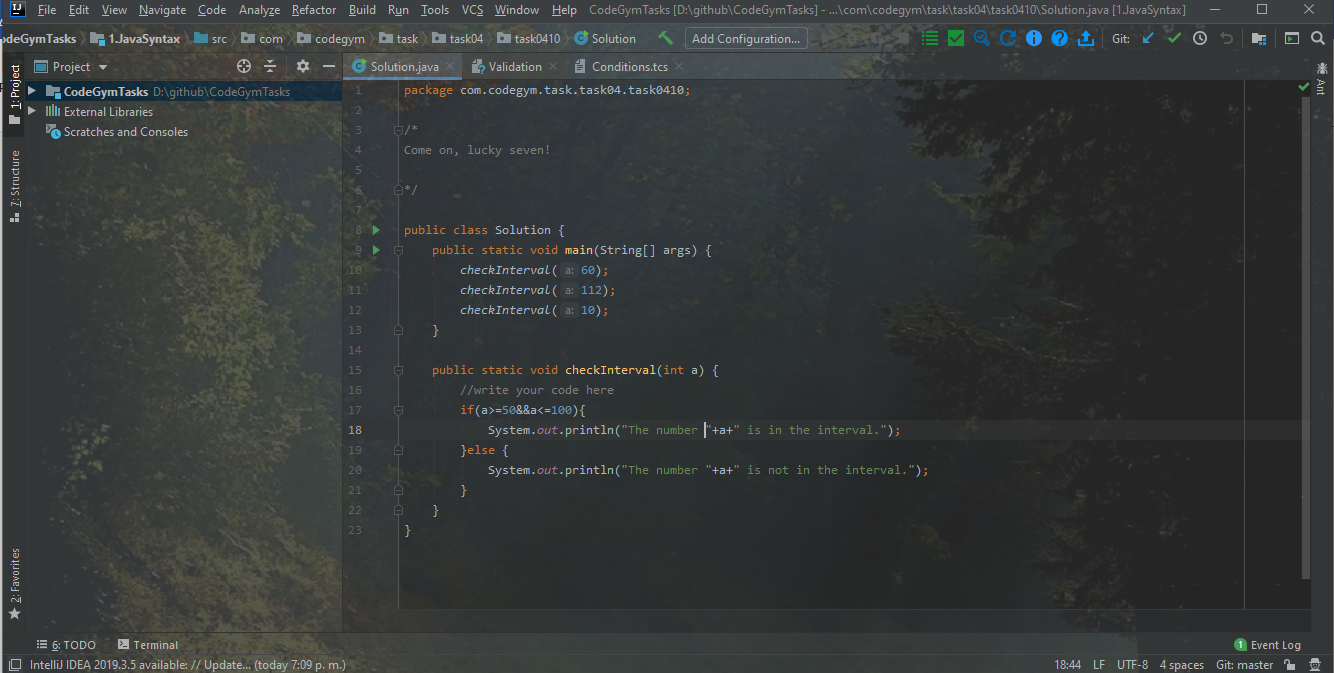 File Edit View Navigate Code Analyze Refactor Build Run Tools VCS Window Help CodeGymTasks [D:\github\CodeGymTasks] - ...\com\codegym\task\task04\task0410\Solution.java [1.JavaSyntax]
odeGymTasks 1.JavaSyntax src com codegym task task04 task0410 Solution Add Configuration... Git:
Project Solution.java Validation Conditions.tcs
1: Project
7: Structure
2: Favorites
CodeGymTasks D:\github\CodeGymTasks
External Libraries
Scratches and Consoles
1 package com.codegym.task.task04.task0410;
2
3 /*
4 Come on, lucky seven!
5
6 */
7
8 public class Solution {
9 public static void main(String[] args) {
10 checkInterval( a: 60);
11 checkInterval( a: 112);
12 checkInterval( a: 10);
13 }
14
15 public static void checkInterval(int a) {
16 //write your code here
17 if(a>=50&&a<=100){
18 System.out.println("The number "+a+" is in the interval.");
19 }else {
20 System.out.println("The number "+a+" is not in the interval.");
21 }
22 }
23 }
Ant
6: TODO Terminal 1 Event Log
IntelliJ IDEA 2019.3.5 available: // Update... (today 7:09 p. m.) 18:44 LF UTF-8 4 spaces Git: master